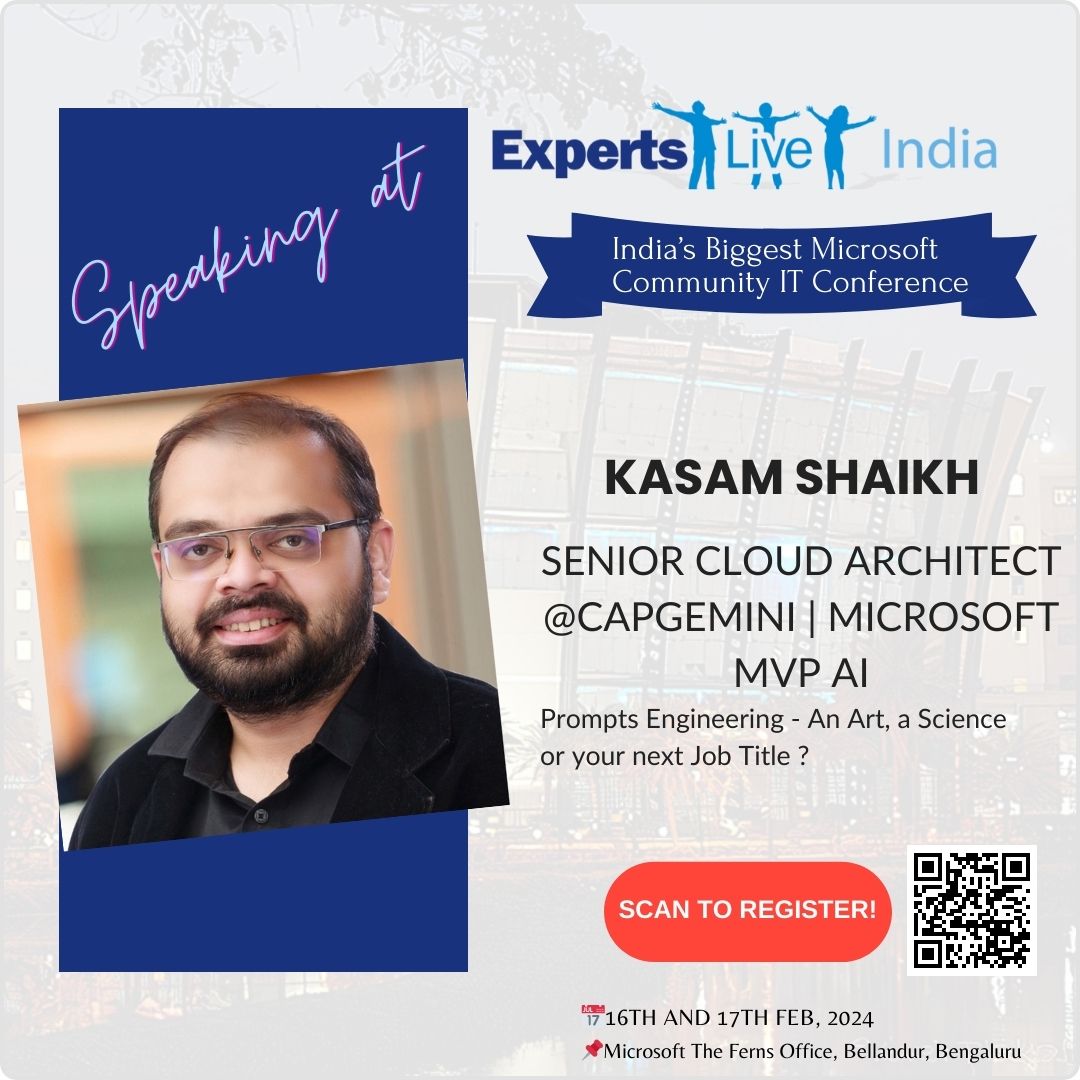 Speaking at
Experts Live India
India's Biggest Microsoft
Community IT Conference
KASAM SHAIKH
SENIOR CLOUD ARCHITECT
@CAPGEMINI | MICROSOFT
MVP AI
Prompts Engineering - An Art, a Science
or your next Job Title ?
SCAN TO REGISTER!
JUL
17
16TH AND 17TH FEB, 2024
Microsoft The Ferns Office, Bellandur, Bengaluru